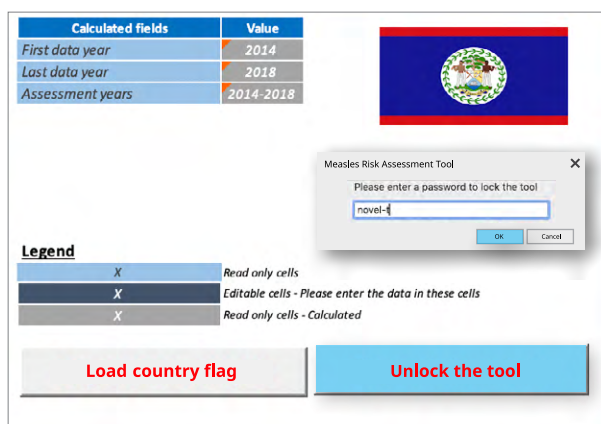 Calculated fields Value
First data year 2014
Last data year 2018
Assessment years 2014-2018
Measles Risk Assessment Tool
Please enter a password to lock the tool
novel-t
OK Cancel
Legend
X Read only cells
X Editable cells - Please enter the data in these cells
X Read only cells - Calculated
Load country flag Unlock the tool